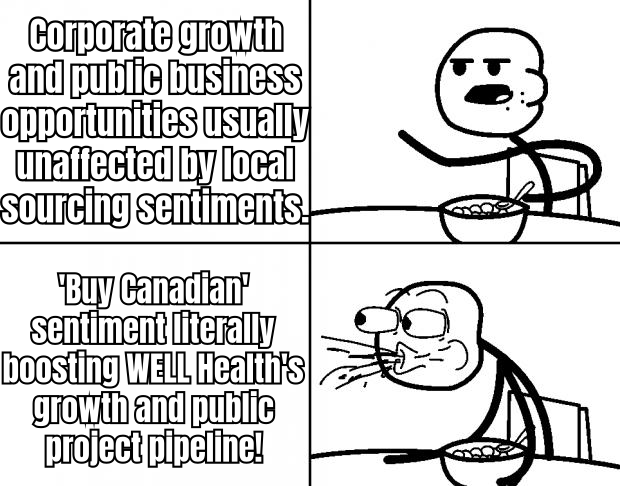 Corporate growth
and public business
opportunities usually
unaffected by local
sourcing sentiments.
'Buy Canadian'
sentiment literally
boosting WELL Health's
growth and public
project pipeline!